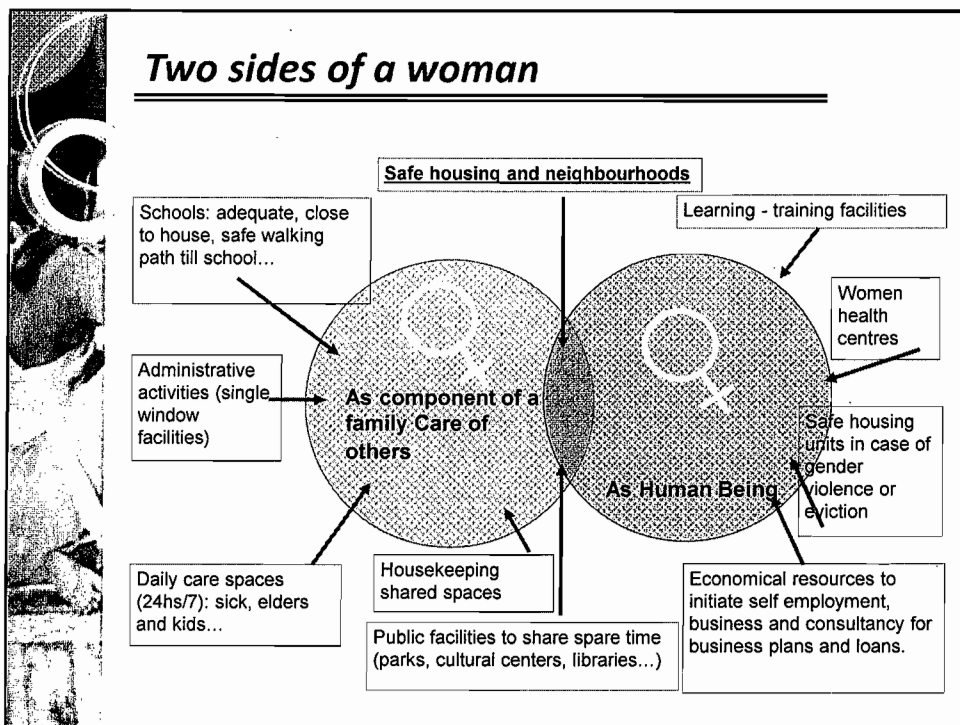 Two sides of a woman
Safe housing and neighbourhoods
Schools: adequate, close
to house, safe walking
path till school...
Learning - training facilities
Women
health
centres
Administrative
activities (single
window
facilities)
As component of a
family Care of
others
As Human Being
Safe housing
units in case of
gender
violence or
eviction
Daily care spaces
(24hs/7): sick, elders
and kids...
Housekeeping
shared spaces
Public facilities to share spare time
(parks, cultural centers, libraries...)
Economical resources to
initiate self employment,
business and consultancy for
business plans and loans.